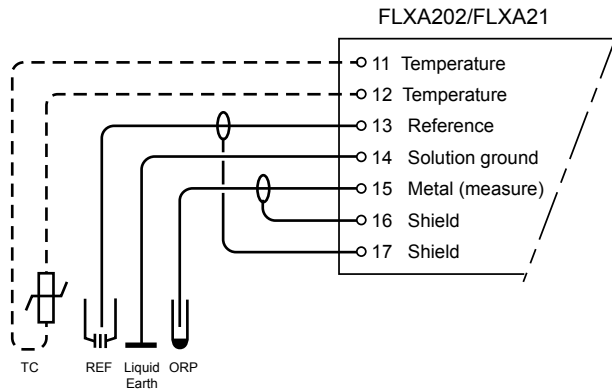 FLXA202/FLXA21
11 Temperature
12 Temperature
13 Reference
14 Solution ground
15 Metal (measure)
16 Shield
17 Shield
TC
REF
Liquid
Earth
ORP